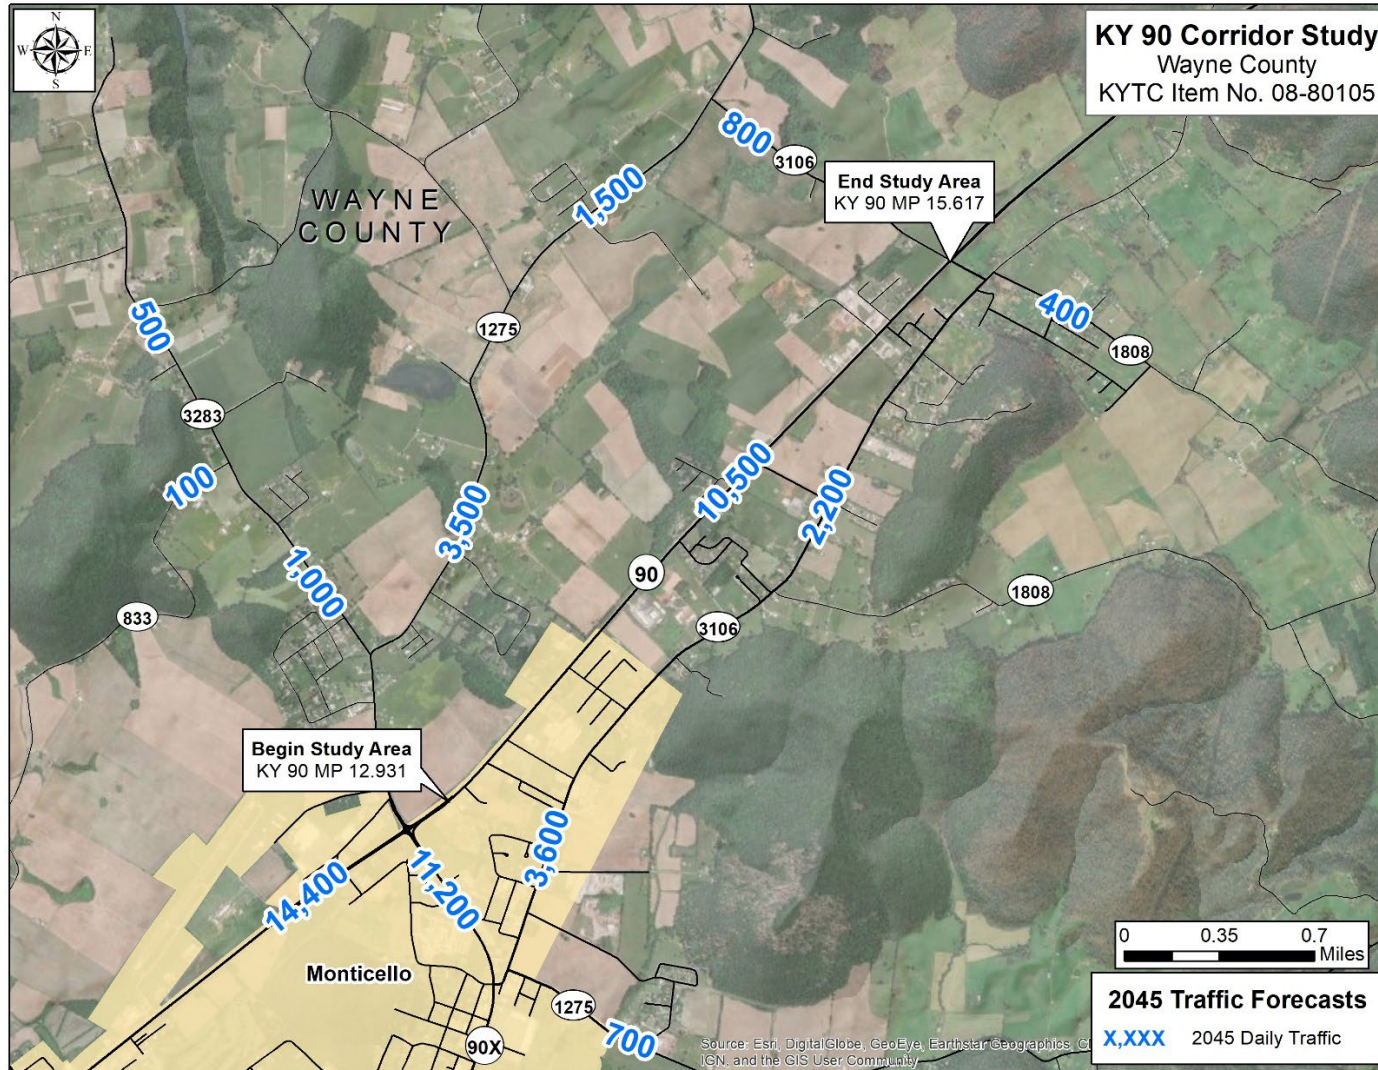 N
W E
S
KY 90 Corridor Study
Wayne County
KYTC Item No. 08-80105
800
3106
End Study Area
KY 90 MP 15.617
WAYNE
COUNTY
1,500
500
1275
400
1808
3283
100
3,500
10,500
2,200
1,000
90
833
1808
3106
Begin Study Area
KY 90 MP 12.931
14,400
11,200
3,600
0 0.35 0.7
Miles
Monticello
1275
90X
700
2045 Traffic Forecasts
X,XXX 2045 Daily Traffic
Source: Esri, DigitalGlobe, GeoEye, Earthstar Geographics,
IGN, and the GIS User Community